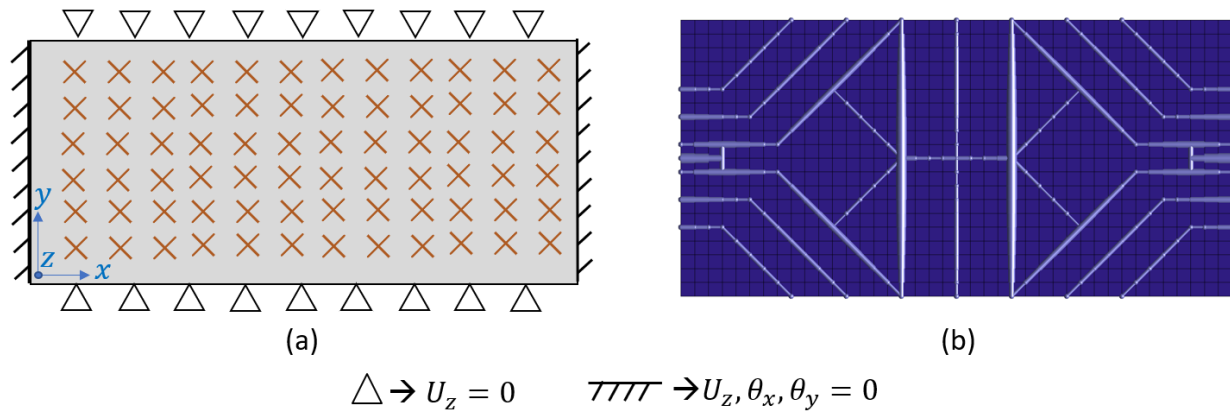 y
z x
(a) (b)
△ → U_z = 0 → U_z, θ_x, θ_y = 0